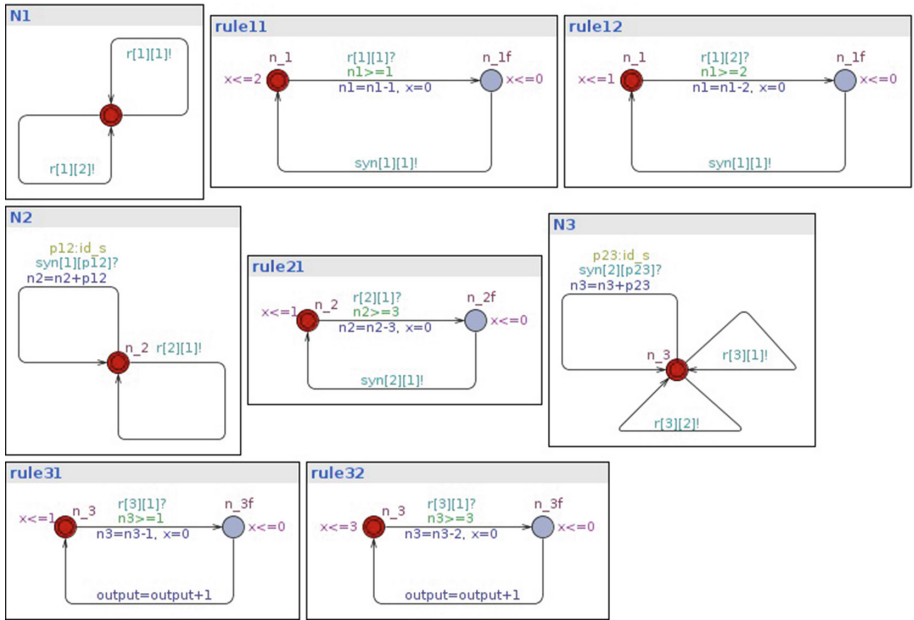 N1
r[1][1]!
r[1][2]!
rule11
n_1
r[1][1]?
n_1f
x<=2
n1>=1
x<=0
n1=n1-1, x=0
syn[1][1]!
rule12
n_1
r[1][2]?
n_1f
x<=1
n1>=2
x<=0
n1=n1-2, x=0
syn[1][1]!
N2
p12:id_s
syn[1][p12]?
n2=n2+p12
n_2
r[2][1]!
rule21
r[2][1]?
n_2f
x<=1
n_2
n2>=3
x<=0
n2=n2-3, x=0
syn[2][1]!
N3
p23:id_s
syn[2][p23]?
n3=n3+p23
n_3
r[3][1]!
r[3][2]!
rule31
n_3
r[3][1]?
n_3f
x<=1
n3>=1
x<=0
n3=n3-1, x=0
output=output+1
rule32
n_3
r[3][1]?
n_3f
x<=3
n3>=3
x<=0
n3=n3-2, x=0
output=output+1